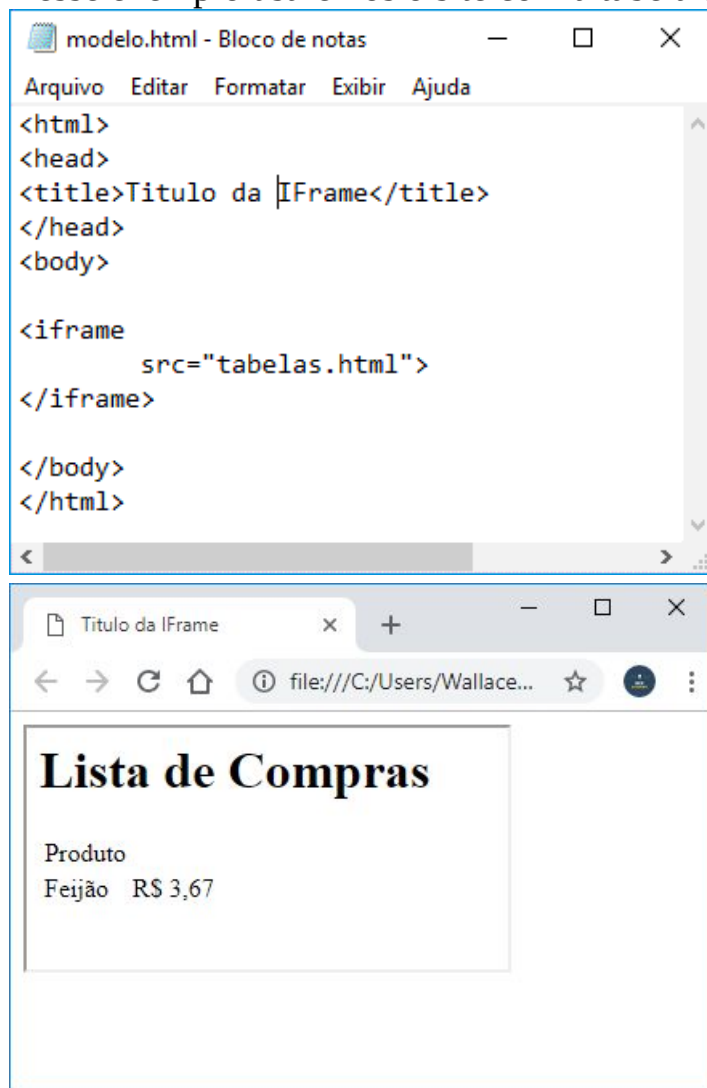 modelo.html - Bloco de notas
Arquivo Editar Formatar Exibir Ajuda
<html>
<head>
<title>Titulo da IFrame</title>
</head>
<body>
<iframe
src="tabelas.html">
</iframe>
</body>
</html>
Titulo da IFrame
file:///C:/Users/Wallace...
Lista de Compras
Produto
Feijão R$ 3,67